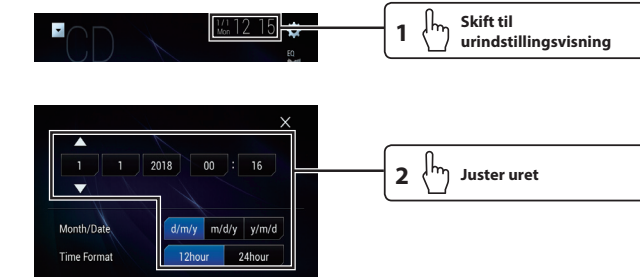 CD
1/1
Mon
12 15
EQ
1
Skift til
urindstillingsvisning
1 1 2018 00 : 16
2
Juster uret
Month/Date
d/m/y m/d/y y/m/d
Time Format
12hour 24hour